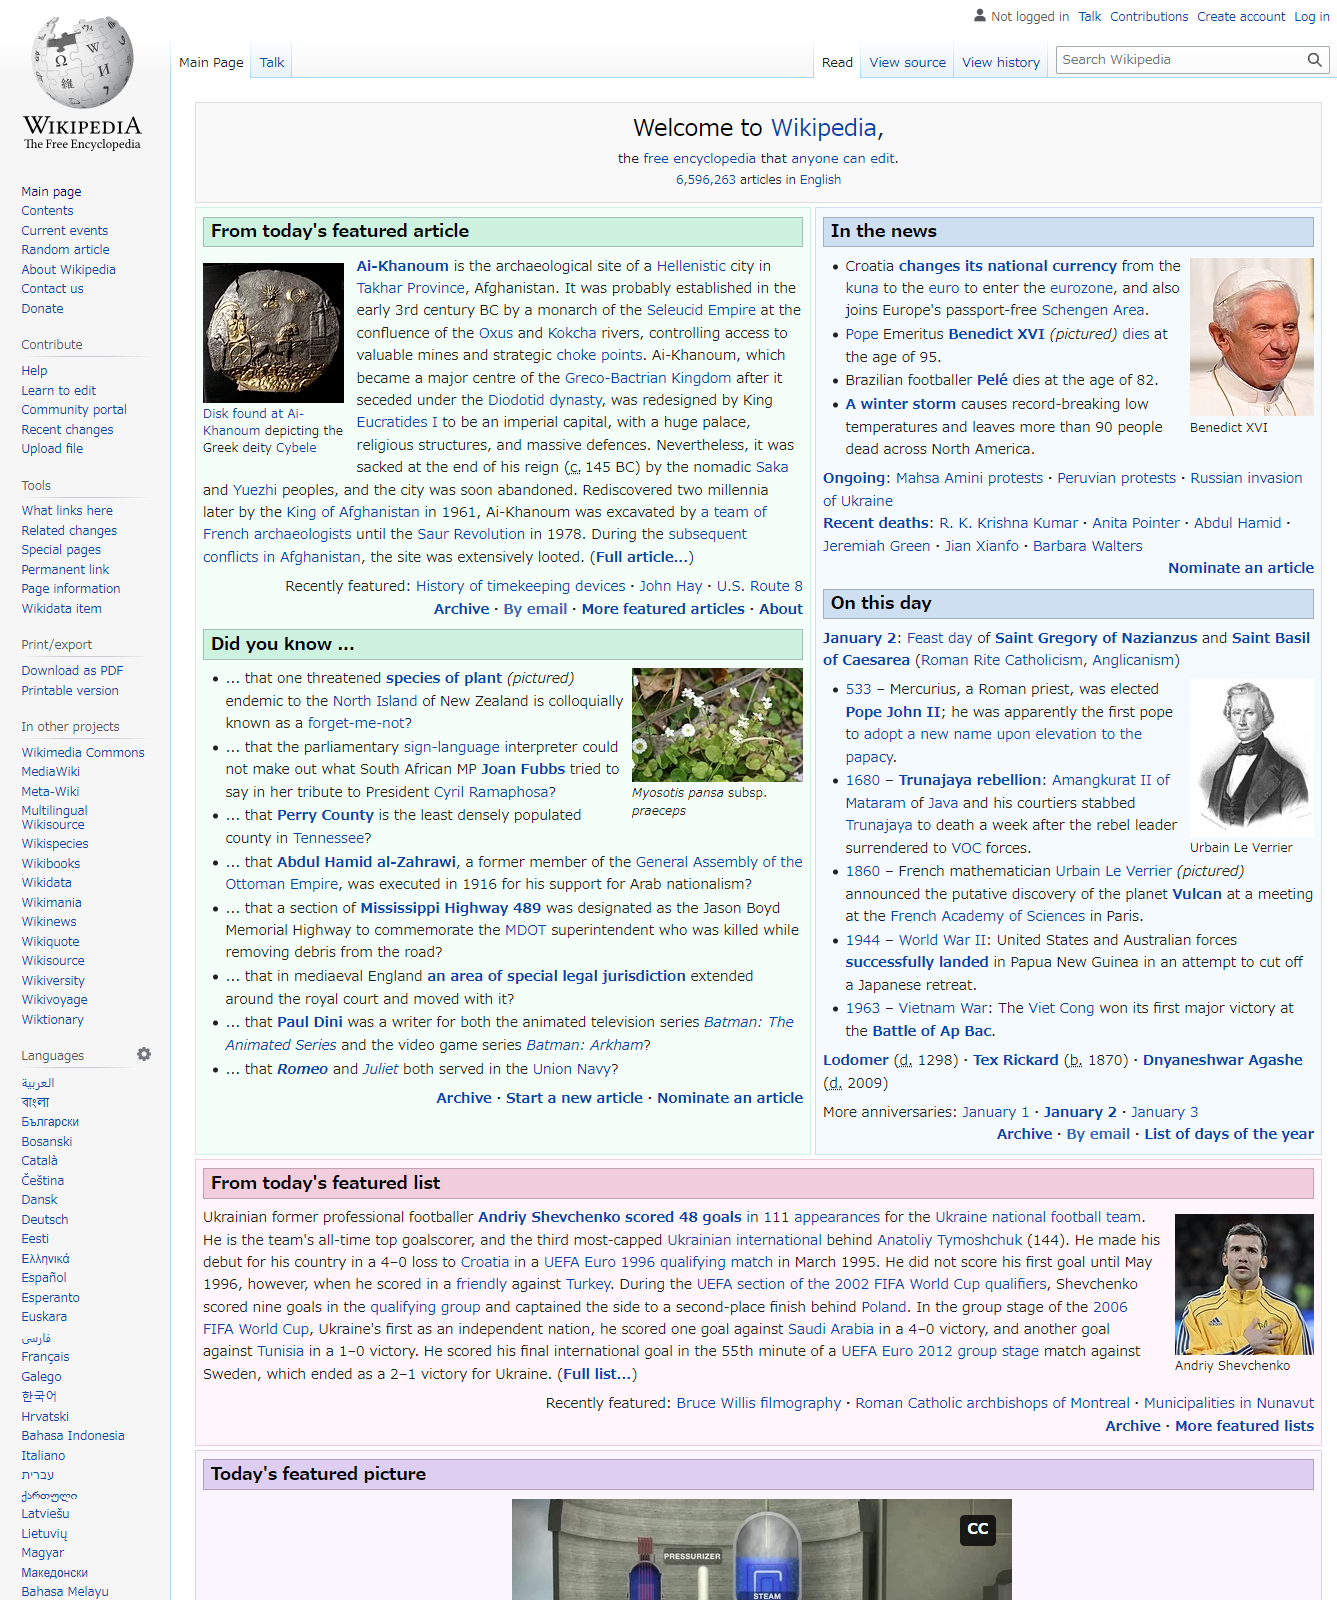 Not logged in Talk Contributions Create account Log in
Main Page Talk Read View source View history Search Wikipedia
WIKIPEDIA
The Free Encyclopedia
Main page
Contents
Current events
Random article
About Wikipedia
Contact us
Donate
Contribute
Help
Learn to edit
Community portal
Recent changes
Upload file
Tools
What links here
Related changes
Special pages
Permanent link
Page information
Wikidata item
Print/export
Download as PDF
Printable version
In other projects
Wikimedia Commons
MediaWiki
Meta-Wiki
Multilingual
Wikisource
Wikispecies
Wikibooks
Wikidata
Wikimania
Wikinews
Wikiquote
Wikisource
Wikiversity
Wikivoyage
Wiktionary
Languages
العربية
বাংলা
Български
Bosanski
Català
Čeština
Dansk
Deutsch
Eesti
Ελληνικά
Español
Esperanto
Euskara
فارسی
Français
Galego
한국어
Hrvatski
Bahasa Indonesia
Italiano
עברית
ქართული
Latviešu
Lietuvių
Magyar
Македонски
Bahasa Melayu
Welcome to Wikipedia,
the free encyclopedia that anyone can edit.
6,596,263 articles in English
From today's featured article
Disk found at Ai-
Khanoum depicting the
Greek deity Cybele
Ai-Khanoum is the archaeological site of a Hellenistic city in
Takhar Province, Afghanistan. It was probably established in the
early 3rd century BC by a monarch of the Seleucid Empire at the
confluence of the Oxus and Kokcha rivers, controlling access to
valuable mines and strategic choke points. Ai-Khanoum, which
became a major centre of the Greco-Bactrian Kingdom after it
seceded under the Diodotid dynasty, was redesigned by King
Eucratides I to be an imperial capital, with a huge palace,
religious structures, and massive defences. Nevertheless, it was
sacked at the end of his reign (c. 145 BC) by the nomadic Saka
and Yuezhi peoples, and the city was soon abandoned. Rediscovered two millennia
later by the King of Afghanistan in 1961, Ai-Khanoum was excavated by a team of
French archaeologists until the Saur Revolution in 1978. During the subsequent
conflicts in Afghanistan, the site was extensively looted. (Full article...)
Recently featured: History of timekeeping devices · John Hay · U.S. Route 8
Archive · By email · More featured articles · About
Did you know ...
... that one threatened species of plant (pictured)
endemic to the North Island of New Zealand is colloquially
known as a forget-me-not?
... that the parliamentary sign-language interpreter could
not make out what South African MP Joan Fubbs tried to
say in her tribute to President Cyril Ramaphosa?
... that Perry County is the least densely populated
county in Tennessee?
... that Abdul Hamid al-Zahrawi, a former member of the General Assembly of the
Ottoman Empire, was executed in 1916 for his support for Arab nationalism?
... that a section of Mississippi Highway 489 was designated as the Jason Boyd
Memorial Highway to commemorate the MDOT superintendent who was killed while
removing debris from the road?
... that in mediaeval England an area of special legal jurisdiction extended
around the royal court and moved with it?
... that Paul Dini was a writer for both the animated television series Batman: The
Animated Series and the video game series Batman: Arkham?
... that Romeo and Juliet both served in the Union Navy?
Myosotis pansa subsp.
praeceps
Archive · Start a new article · Nominate an article
In the news
Croatia changes its national currency from the
kuna to the euro to enter the eurozone, and also
joins Europe's passport-free Schengen Area.
Pope Emeritus Benedict XVI (pictured) dies at
the age of 95.
Brazilian footballer Pelé dies at the age of 82.
A winter storm causes record-breaking low
temperatures and leaves more than 90 people
dead across North America.
Benedict XVI
Ongoing: Mahsa Amini protests · Peruvian protests · Russian invasion
of Ukraine
Recent deaths: R. K. Krishna Kumar · Anita Pointer · Abdul Hamid ·
Jeremiah Green · Jian Xianfo · Barbara Walters
Nominate an article
On this day
January 2: Feast day of Saint Gregory of Nazianzus and Saint Basil
of Caesarea (Roman Rite Catholicism, Anglicanism)
533 – Mercurius, a Roman priest, was elected
Pope John II; he was apparently the first pope
to adopt a new name upon elevation to the
papacy.
1680 – Trunajaya rebellion: Amangkurat II of
Mataram of Java and his courtiers stabbed
Trunajaya to death a week after the rebel leader
surrendered to VOC forces.
1860 – French mathematician Urbain Le Verrier (pictured)
announced the putative discovery of the planet Vulcan at a meeting
at the French Academy of Sciences in Paris.
1944 – World War II: United States and Australian forces
successfully landed in Papua New Guinea in an attempt to cut off
a Japanese retreat.
1963 – Vietnam War: The Viet Cong won its first major victory at
the Battle of Ap Bac.
Urbain Le Verrier
Lodomer (d. 1298) · Tex Rickard (b. 1870) · Dnyaneshwar Agashe
(d. 2009)
More anniversaries: January 1 · January 2 · January 3
Archive · By email · List of days of the year
From today's featured list
Ukrainian former professional footballer Andriy Shevchenko scored 48 goals in 111 appearances for the Ukraine national football team.
He is the team's all-time top goalscorer, and the third most-capped Ukrainian international behind Anatoliy Tymoshchuk (144). He made his
debut for his country in a 4–0 loss to Croatia in a UEFA Euro 1996 qualifying match in March 1995. He did not score his first goal until May
1996, however, when he scored in a friendly against Turkey. During the UEFA section of the 2002 FIFA World Cup qualifiers, Shevchenko
scored nine goals in the qualifying group and captained the side to a second-place finish behind Poland. In the group stage of the 2006
FIFA World Cup, Ukraine's first as an independent nation, he scored one goal against Saudi Arabia in a 4–0 victory, and another goal
against Tunisia in a 1–0 victory. He scored his final international goal in the 55th minute of a UEFA Euro 2012 group stage match against
Sweden, which ended as a 2–1 victory for Ukraine. (Full list...)
Andriy Shevchenko
Recently featured: Bruce Willis filmography · Roman Catholic archbishops of Montreal · Municipalities in Nunavut
Archive · More featured lists
Today's featured picture
CC
PRESSURIZER
STEAM